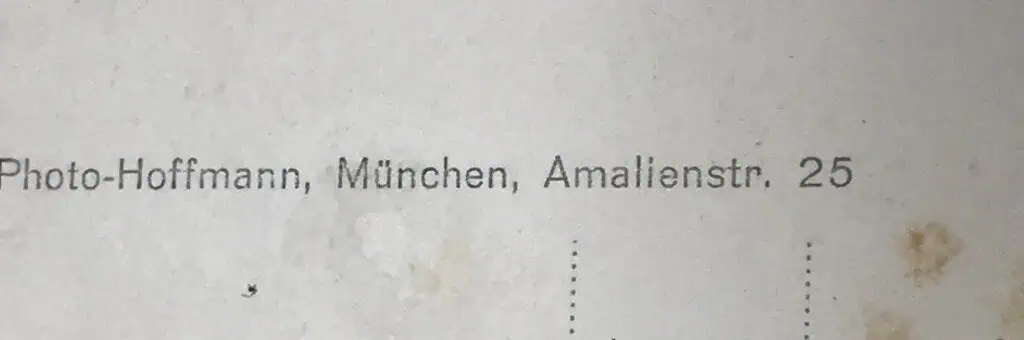 Photo-Hoffmann, München, Amalienstr. 25